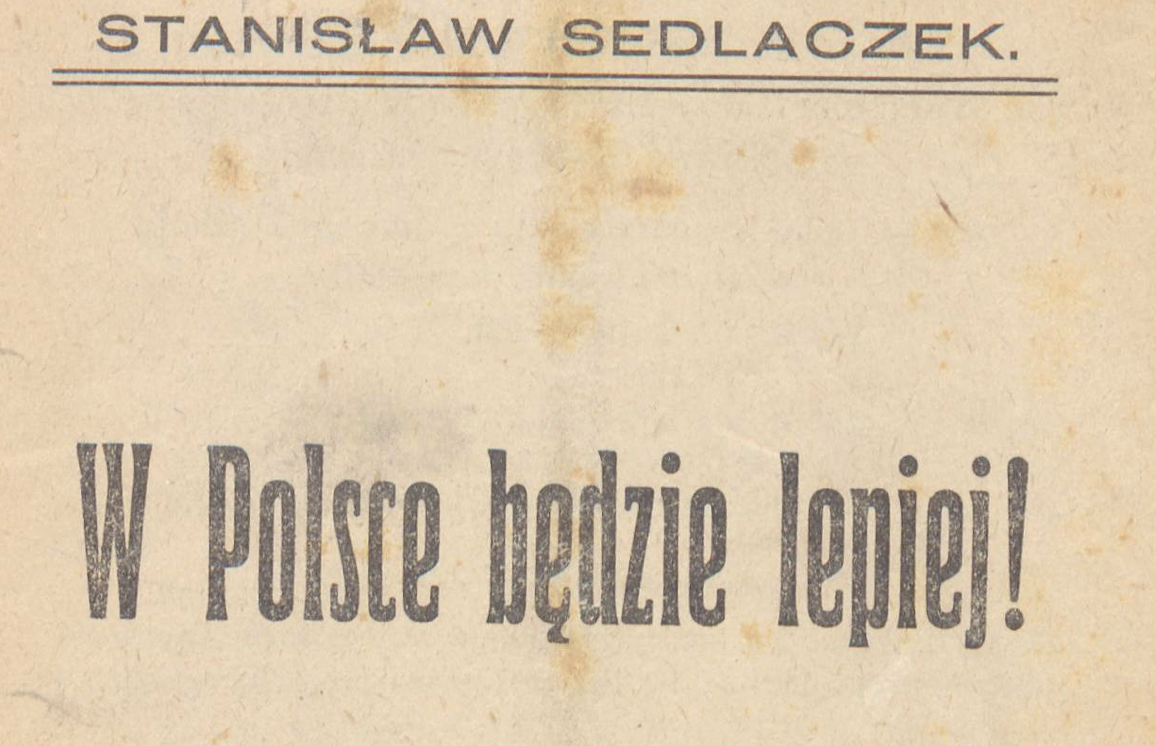 STANISŁAW SEDLACZEK.
W Polsce będzie lepiej!